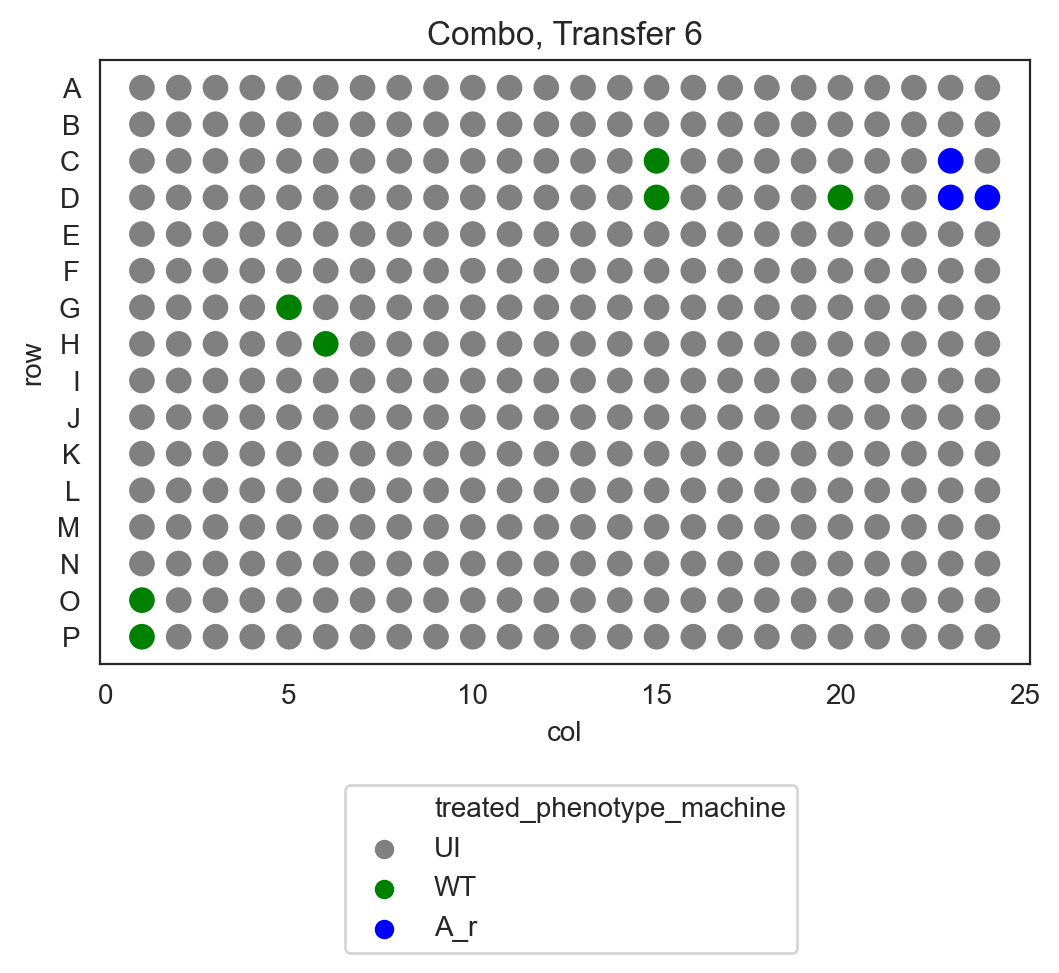 Combo, Transfer 6
A
B
C
D
E
F
G
H
I
J
K
L
M
N
O
P
row
0 5 10 15 20 25
col
treated_phenotype_machine
UI
WT
A_r